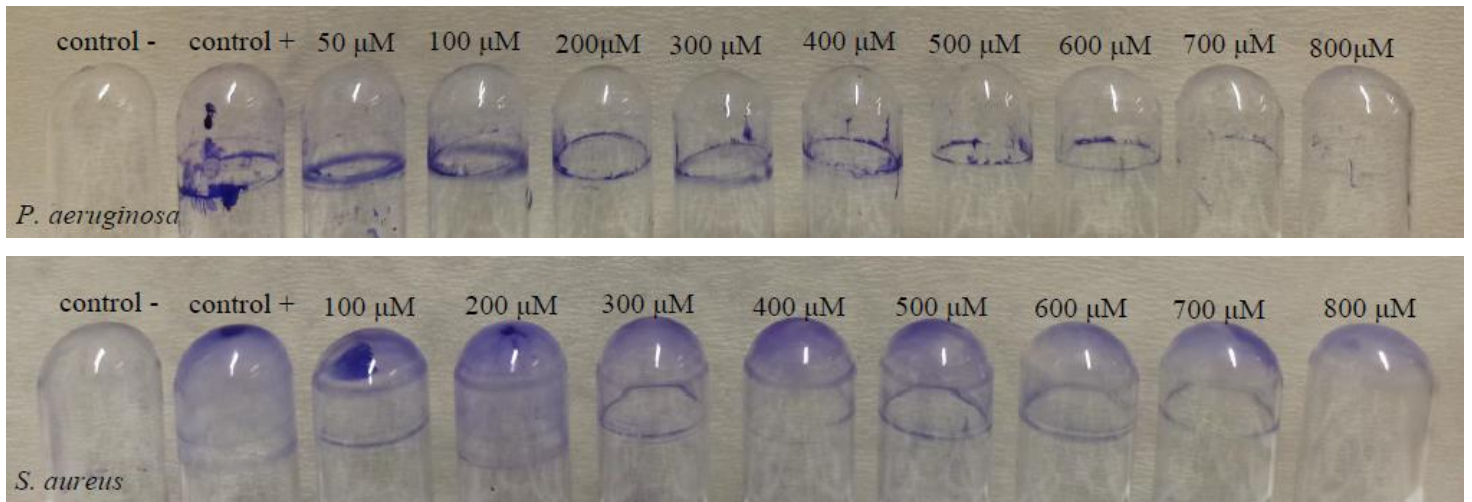 control - control + 50 μM 100 μM 200μM 300 μM 400 μM 500 μM 600 μM 700 μM 800μM
P. aeruginosa
control - control + 100 μM 200 μM 300 μM 400 μM 500 μM 600 μM 700 μM 800 μM
S. aureus